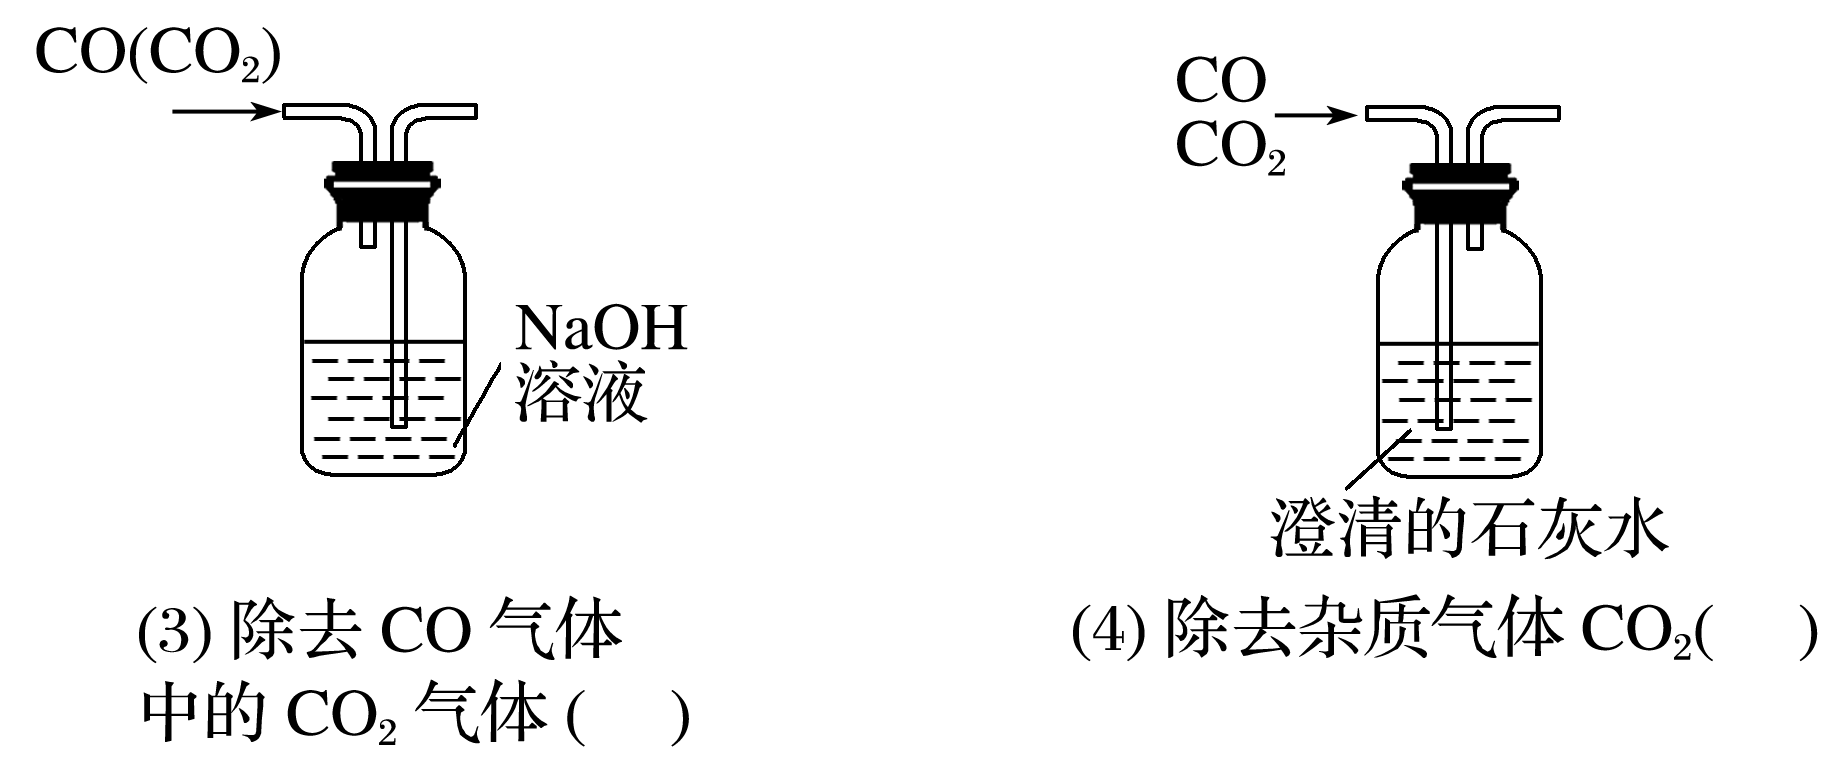 CO(CO₂)
NaOH
溶液
(3) 除去 CO 气体
中的 CO₂ 气体 (    )
CO
CO₂
澄清的石灰水
(4) 除去杂质气体 CO₂(    )